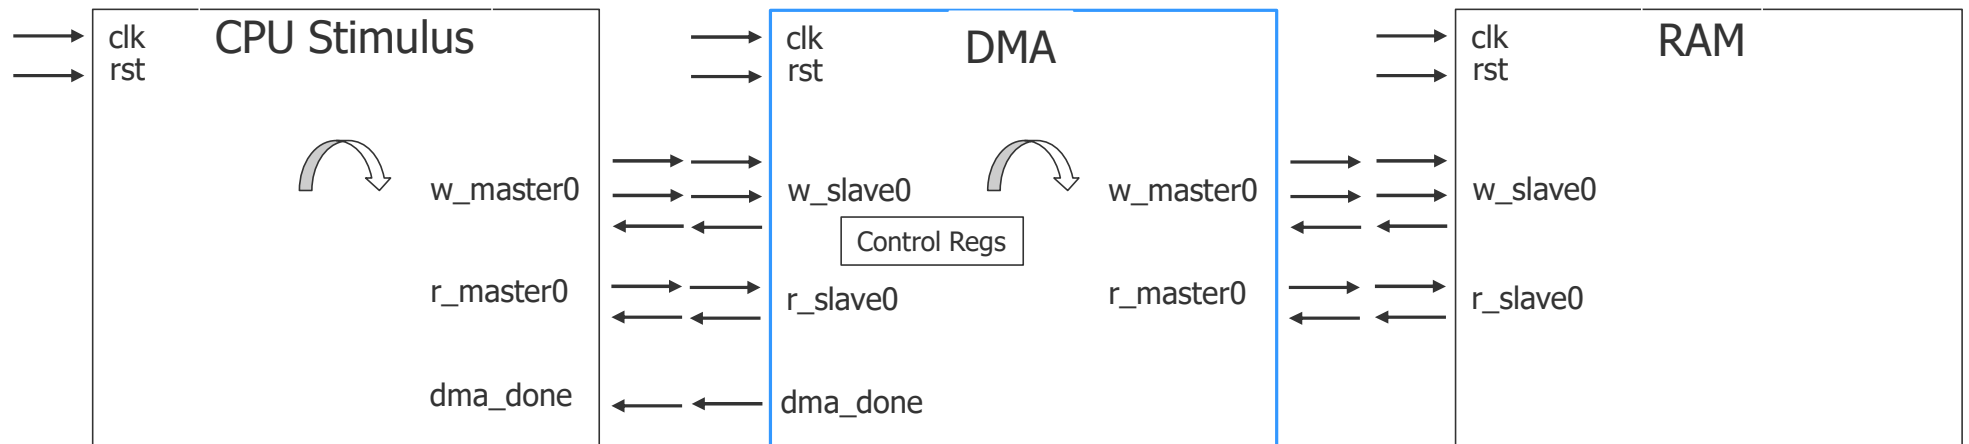 clk
rst
CPU Stimulus
w_master0
r_master0
dma_done
clk
rst
DMA
w_slave0
w_master0
Control Regs
r_slave0
r_master0
dma_done
clk
rst
RAM
w_slave0
r_slave0